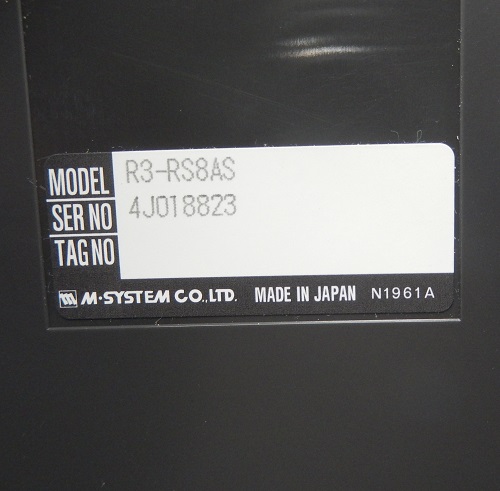 MODEL R3-RS8AS
SER NO 4J018823
TAG NO
M-SYSTEM CO.,LTD. MADE IN JAPAN N1961A